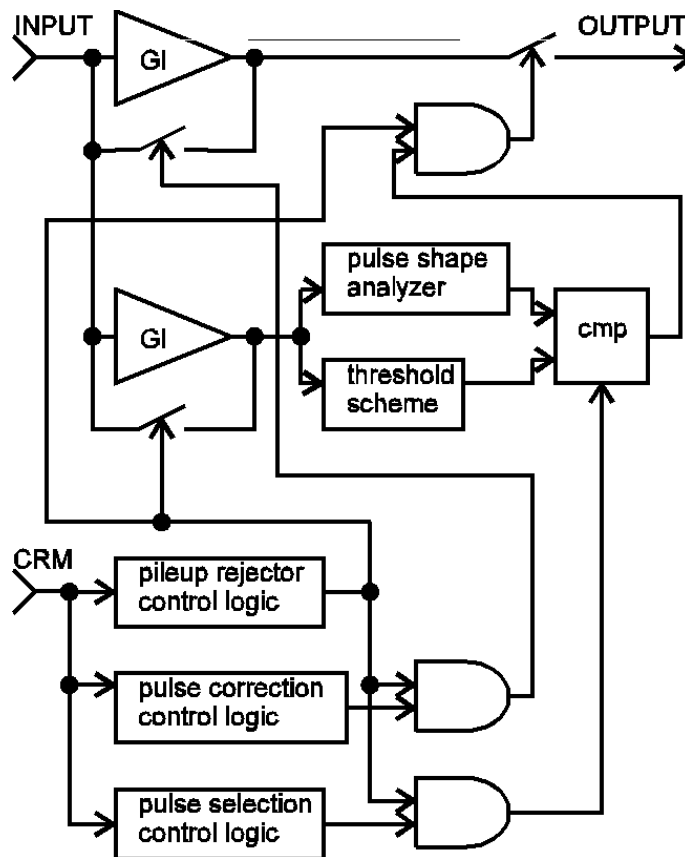 INPUT
OUTPUT
GI
pulse shape
analyzer
GI
cmp
threshold
scheme
CRM
pileup rejector
control logic
pulse correction
control logic
pulse selection
control logic